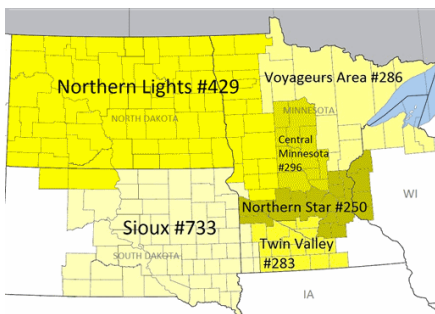 Northern Lights #429
Voyageurs Area #286
MINNESOTA
NORTH DAKOTA
Central
Minnesota
#296
WI
Northern Star #250
Sioux #733
Twin Valley
#283
SOUTH DAKOTA
IA